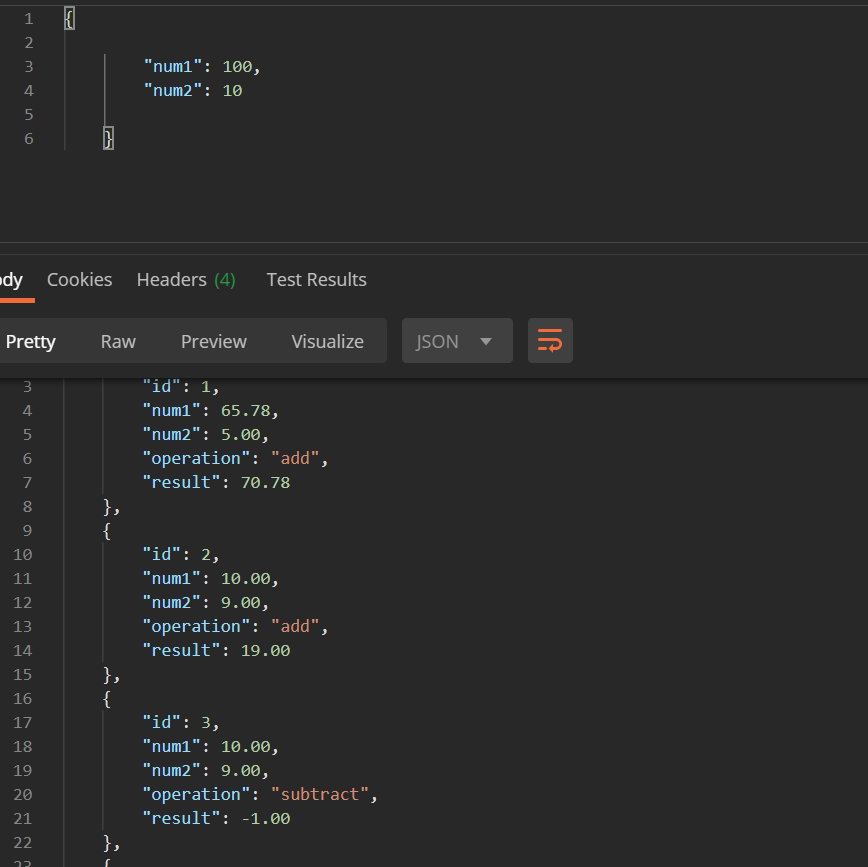 1 {
2
3 "num1": 100,
4 "num2": 10
5
6 }
dy Cookies Headers (4) Test Results
Pretty Raw Preview Visualize JSON
3 "id": 1,
4 "num1": 65.78,
5 "num2": 5.00,
6 "operation": "add",
7 "result": 70.78
8 },
9 {
10 "id": 2,
11 "num1": 10.00,
12 "num2": 9.00,
13 "operation": "add",
14 "result": 19.00
15 },
16 {
17 "id": 3,
18 "num1": 10.00,
19 "num2": 9.00,
20 "operation": "subtract",
21 "result": -1.00
22 },
23 {